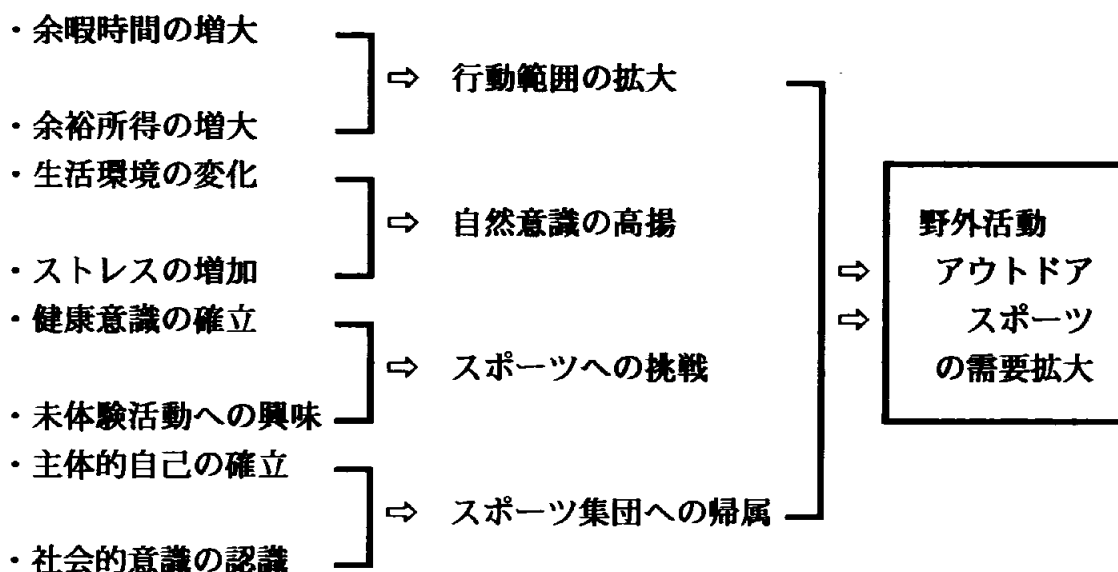 ・余暇時間の増大
⇨ 行動範囲の拡大
・余裕所得の増大
・生活環境の変化
⇨ 自然意識の高揚
・ストレスの増加
・健康意識の確立
⇨ スポーツへの挑戦
・未体験活動への興味
・主体的自己の確立
⇨ スポーツ集団への帰属
・社会的意識の認識
⇨
⇨
野外活動
アウトドア
スポーツ
の需要拡大